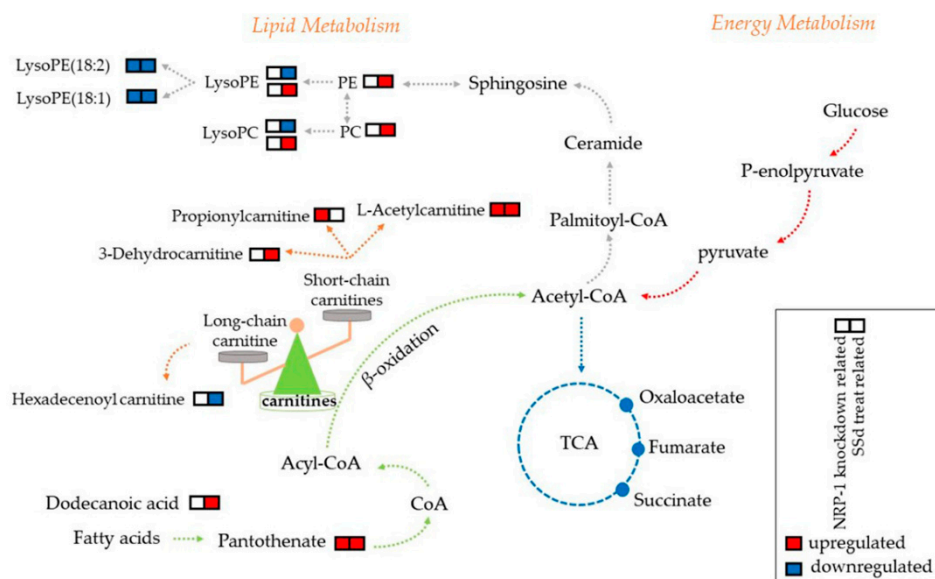 Lipid Metabolism
Energy Metabolism
LysoPE(18:2)
LysoPE(18:1)
LysoPE
PE
Sphingosine
LysoPC
PC
Ceramide
Glucose
P-enolpyruvate
Propionylcarnitine
L-Acetylcarnitine
Palmitoyl-CoA
3-Dehydrocarnitine
pyruvate
Short-chain
carnitines
Acetyl-CoA
Long-chain
carnitine
β-oxidation
Hexadecenoyl carnitine
carnitines
Oxaloacetate
TCA
Fumarate
Acyl-CoA
Succinate
Dodecanoic acid
CoA
Fatty acids
Pantothenate
NRP-1 knockdown related
SSd treat related
upregulated
downregulated